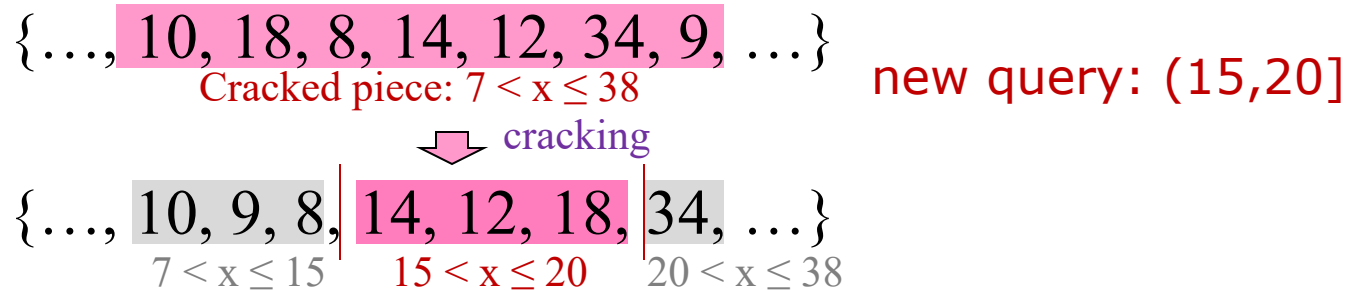 {…, 10, 18, 8, 14, 12, 34, 9, …}
Cracked piece: 7 < x ≤ 38
new query: (15,20]
cracking
{…, 10, 9, 8, 14, 12, 18, 34, …}
7 < x ≤ 15 15 < x ≤ 20 20 < x ≤ 38